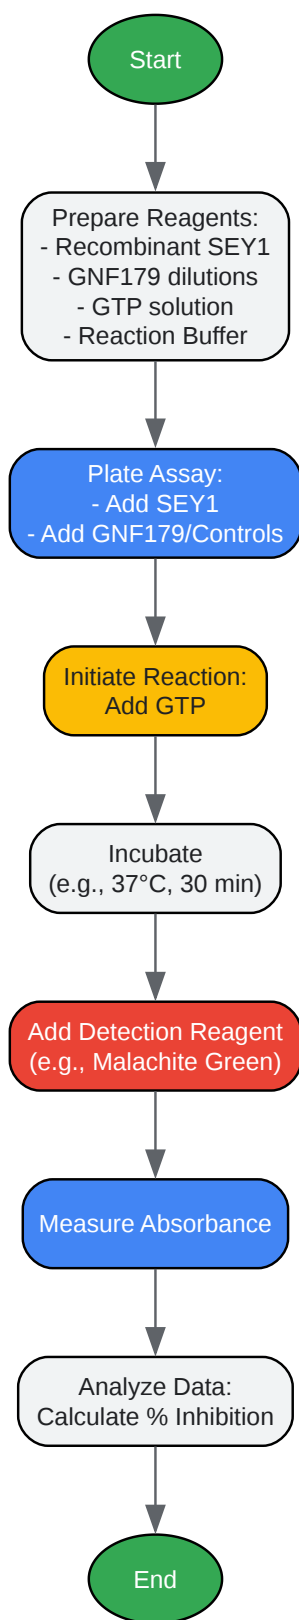 Start
Prepare Reagents:
- Recombinant SEY1
- GNF179 dilutions
- GTP solution
- Reaction Buffer
Plate Assay:
- Add SEY1
- Add GNF179/Controls
Initiate Reaction:
Add GTP
Incubate
(e.g., 37°C, 30 min)
Add Detection Reagent
(e.g., Malachite Green)
Measure Absorbance
Analyze Data:
Calculate % Inhibition
End